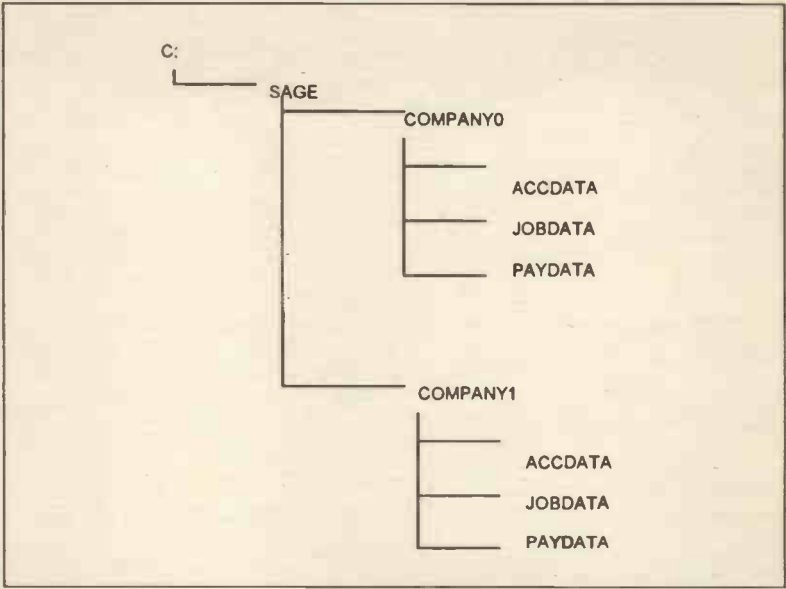 C:
SAGE
COMPANY0
ACCDATA
JOBDATA
PAYDATA
COMPANY1
ACCDATA
JOBDATA
PAYDATA